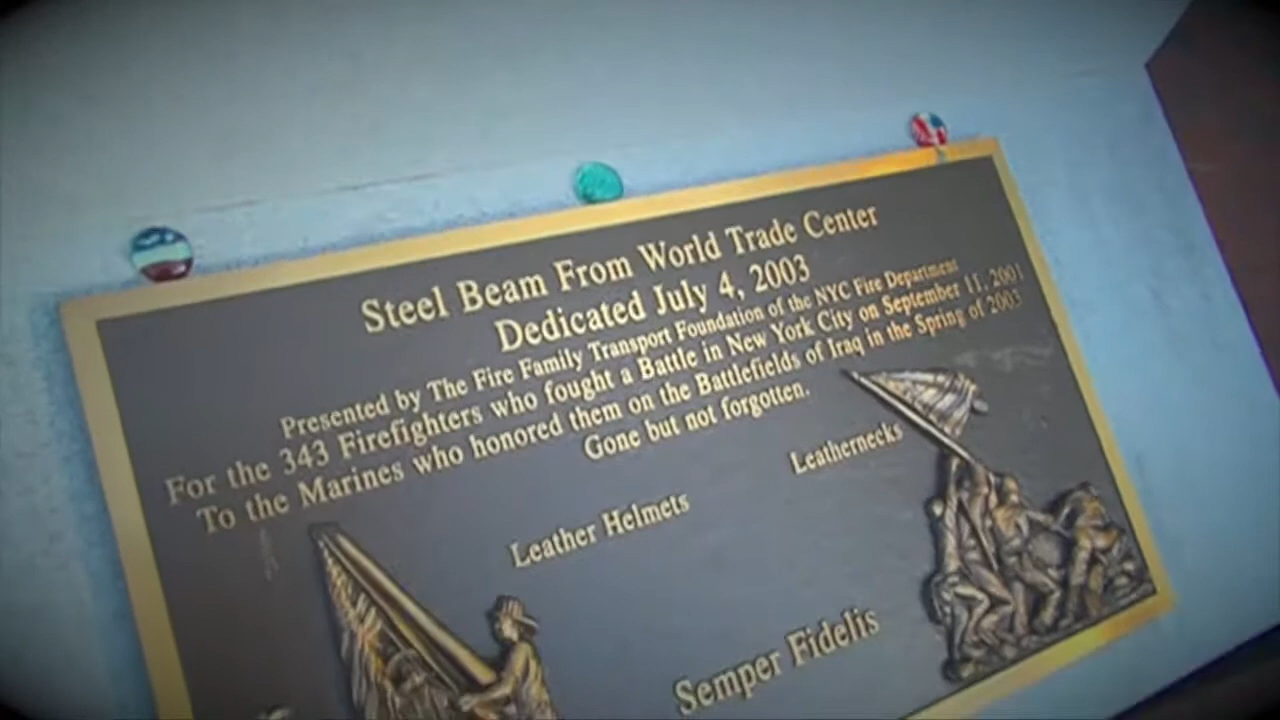 Steel Beam From World Trade Center
Dedicated July 4, 2003
Presented by The Fire Family Transport Foundation of the NYC Fire Department
For the 343 Firefighters who fought a Battle in New York City on September 11, 2001
To the Marines who honored them on the Battlefields of Iraq in the Spring of 2003
Gone but not forgotten.
Leathernecks
Leather Helmets
Semper Fidelis